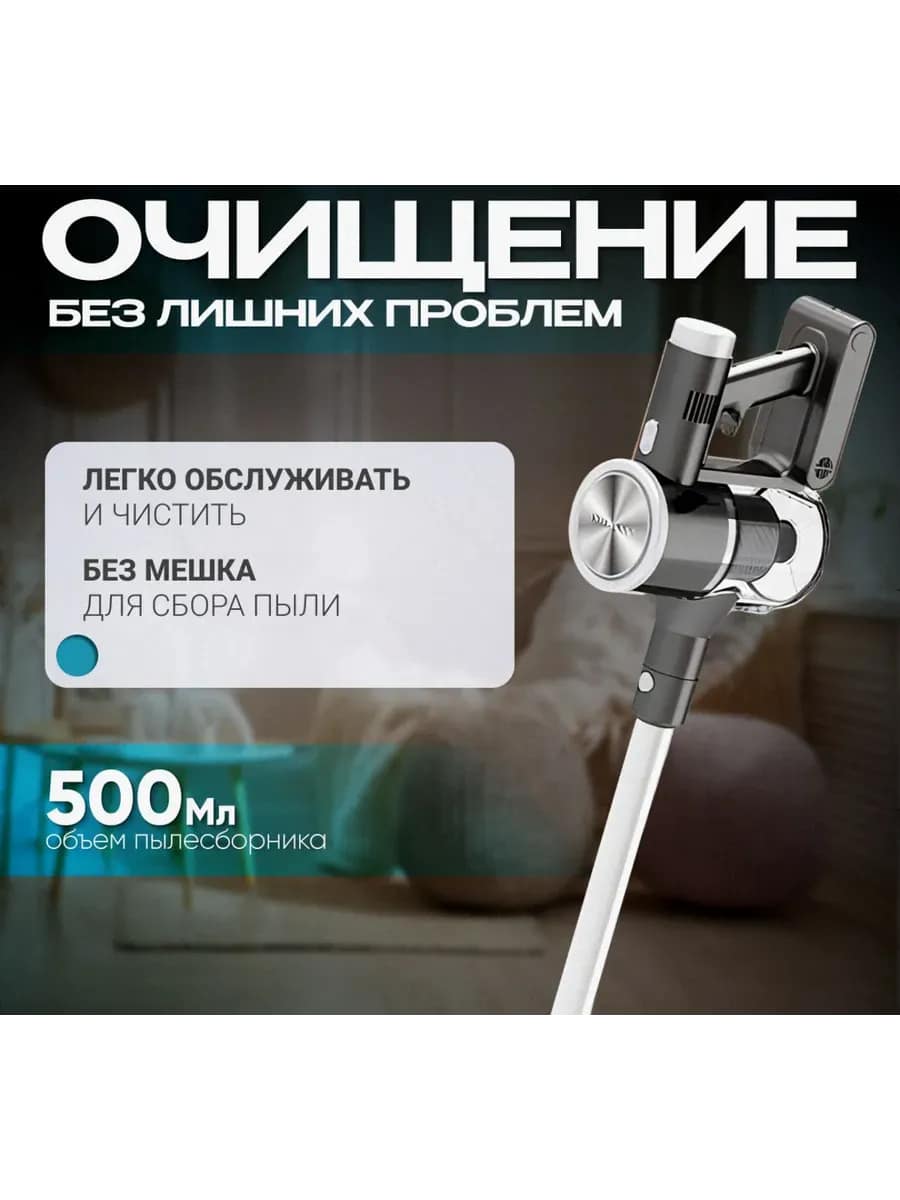 ОЧИЩЕНИЕ
БЕЗ ЛИШНИХ ПРОБЛЕМ
ЛЕГКО ОБСЛУЖИВАТЬ
И ЧИСТИТЬ
БЕЗ МЕШКА
ДЛЯ СБОРА ПЫЛИ
500Мл
объем пылесборника